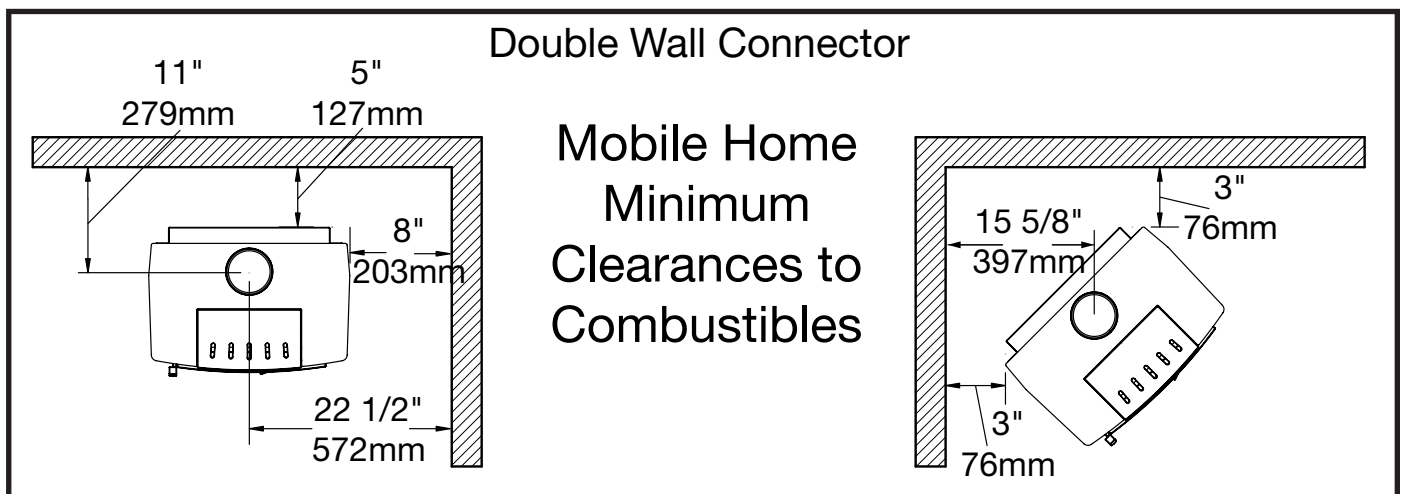 Double Wall Connector
11"
279mm
5"
127mm
8"
203mm
22 1/2"
572mm
Mobile Home
Minimum
Clearances to
Combustibles
15 5/8"
397mm
3"
76mm
3"
76mm